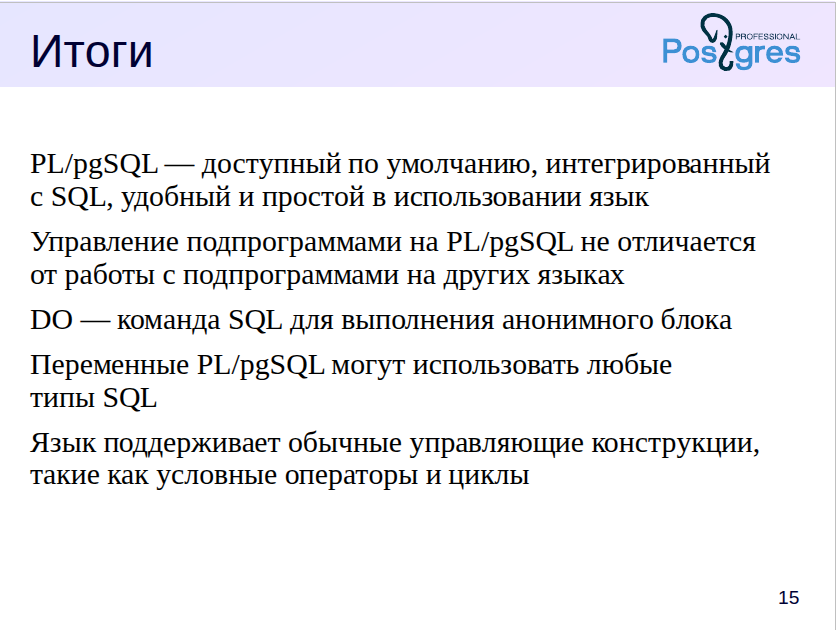 Итоги
PROFESSIONAL
Postgres
PL/pgSQL — доступный по умолчанию, интегрированный
с SQL, удобный и простой в использовании язык
Управление подпрограммами на PL/pgSQL не отличается
от работы с подпрограммами на других языках
DO — команда SQL для выполнения анонимного блока
Переменные PL/pgSQL могут использовать любые
типы SQL
Язык поддерживает обычные управляющие конструкции,
такие как условные операторы и циклы
15